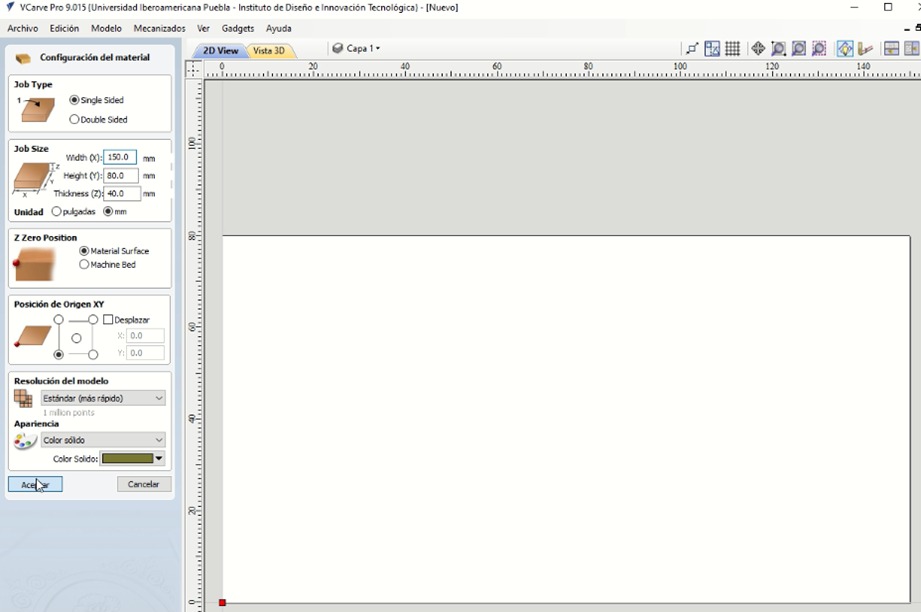 VCarve Pro 9.015 (Universidad Iberoamericana Puebla - Instituto de Diseño e Innovación Tecnológica) - [Nuevo]
Archivo Edición Modelo Mecanizados Ver Gadgets Ayuda
Configuración del material
Job Type
1
Single Sided
Double Sided
Job Size
Width (X): 150.0 mm
Height (Y): 80.0 mm
Thickness (Z): 40.0 mm
Z
Y
X
Unidad pulgadas mm
Z Zero Position
Material Surface
Machine Bed
Posición de Origen XY
Desplazar
X: 0.0
Y: 0.0
Resolución del modelo
Estándar (más rápido)
1 million points
Apariencia
Color sólido
Color Solido:
Aceptar Cancelar
2D View Vista 3D Capa 1
0 20 40 60 80 100 120 140
100
80
60
40
20
0